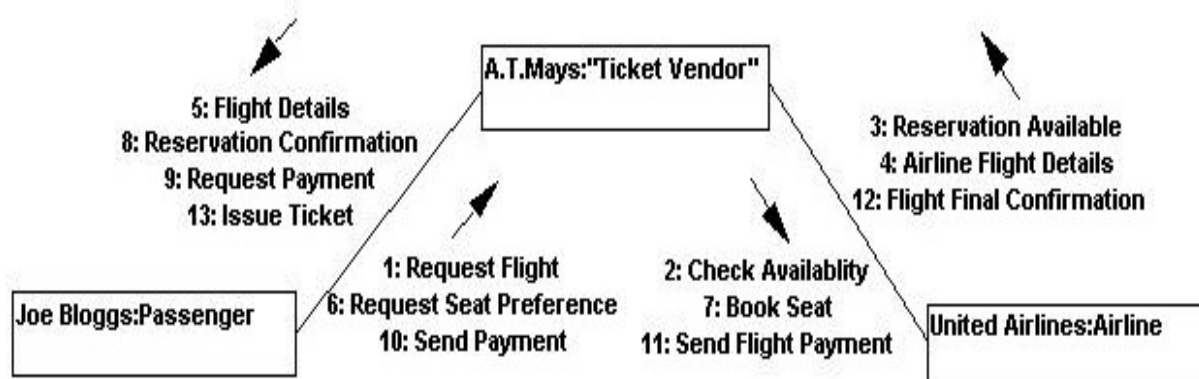 A.T.Mays:"Ticket Vendor"
5: Flight Details
8: Reservation Confirmation
9: Request Payment
13: Issue Ticket
3: Reservation Available
4: Airline Flight Details
12: Flight Final Confirmation
1: Request Flight
6: Request Seat Preference
10: Send Payment
2: Check Availablity
7: Book Seat
11: Send Flight Payment
Joe Bloggs:Passenger
United Airlines:Airline